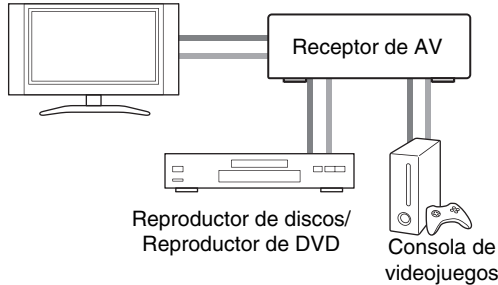 Receptor de AV
Reproductor de discos/
Reproductor de DVD
Consola de
videojuegos